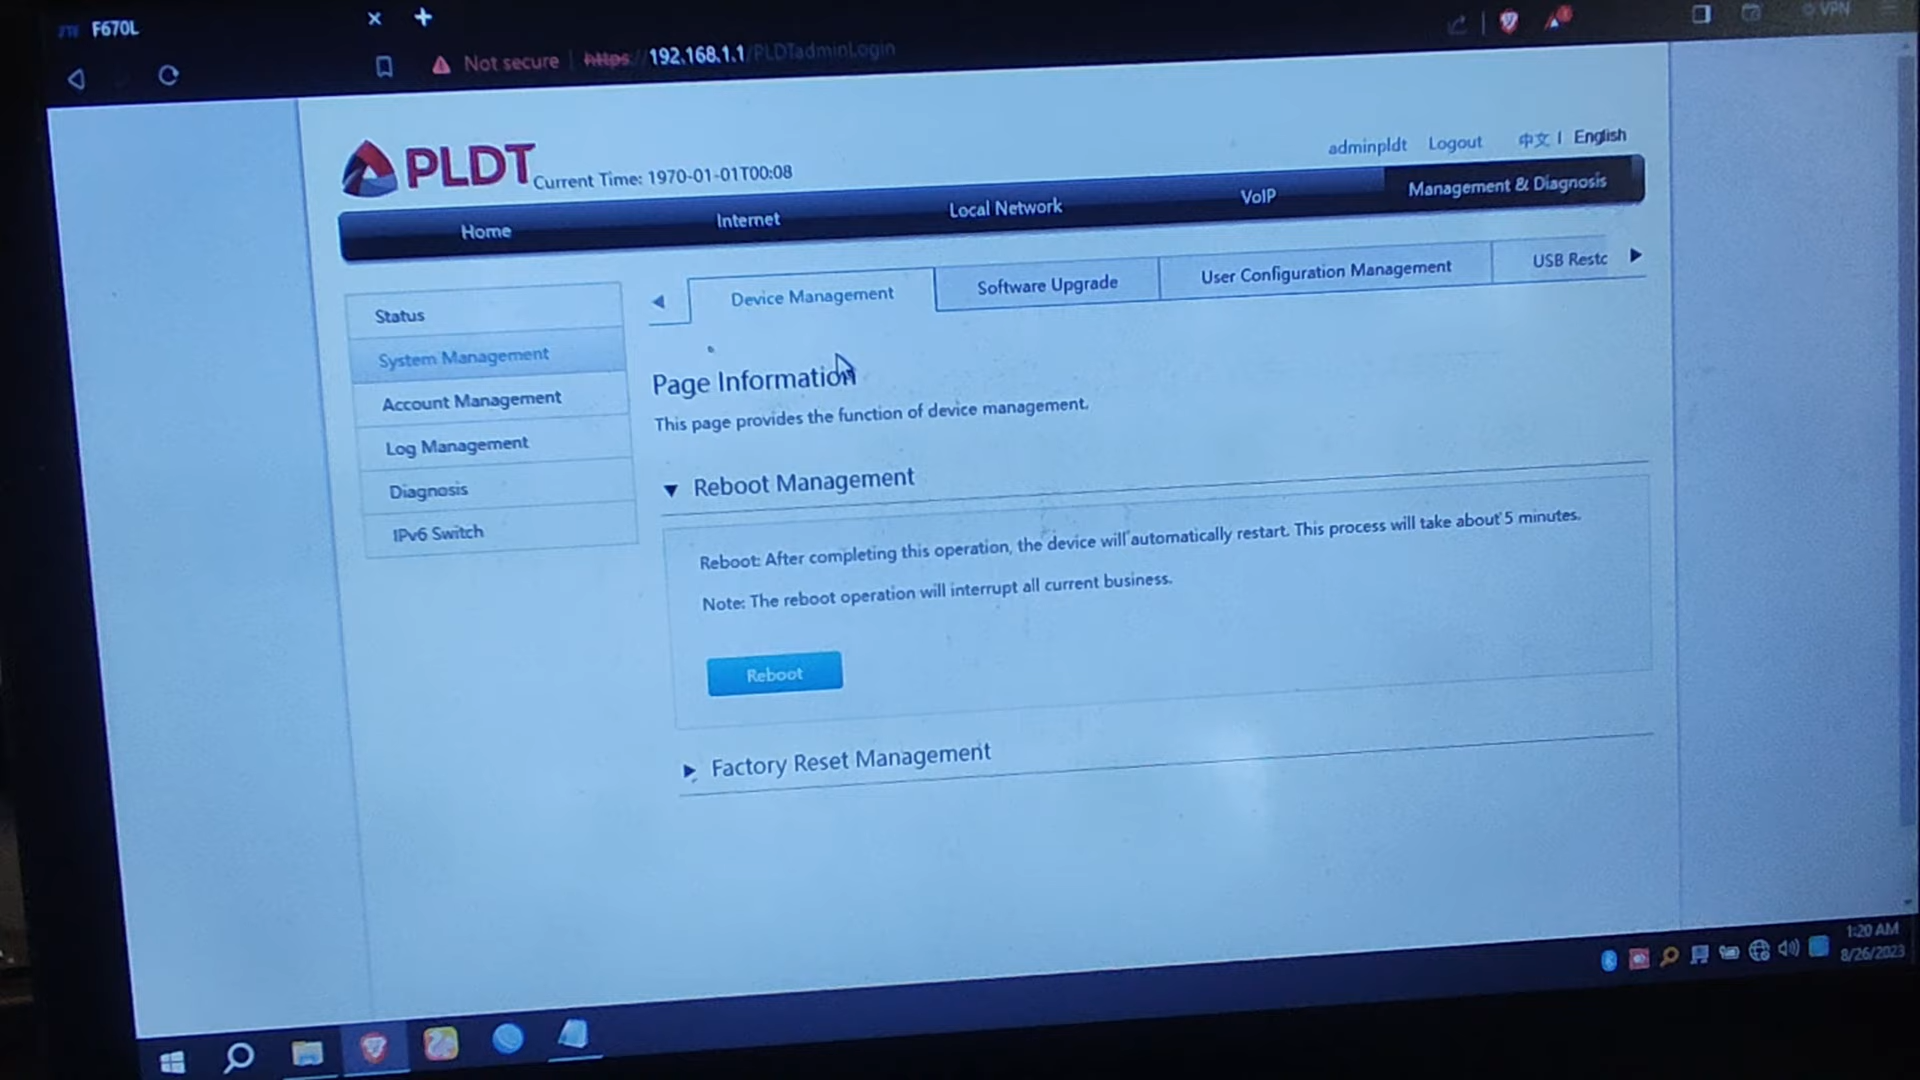 F670L
Not secure https://192.168.1.1/PLDTadminLogin
VPN
adminpldt Logout 中文 | English
PLDT Current Time: 1970-01-01T00:08
Home Internet Local Network VoIP Management & Diagnosis
Device Management Software Upgrade User Configuration Management USB Restc
Status
System Management
Account Management
Log Management
Diagnosis
IPv6 Switch
Page Information
This page provides the function of device management.
Reboot Management
Reboot: After completing this operation, the device will automatically restart. This process will take about 5 minutes.
Note: The reboot operation will interrupt all current business.
Reboot
Factory Reset Management
1:20 AM
8/26/2023